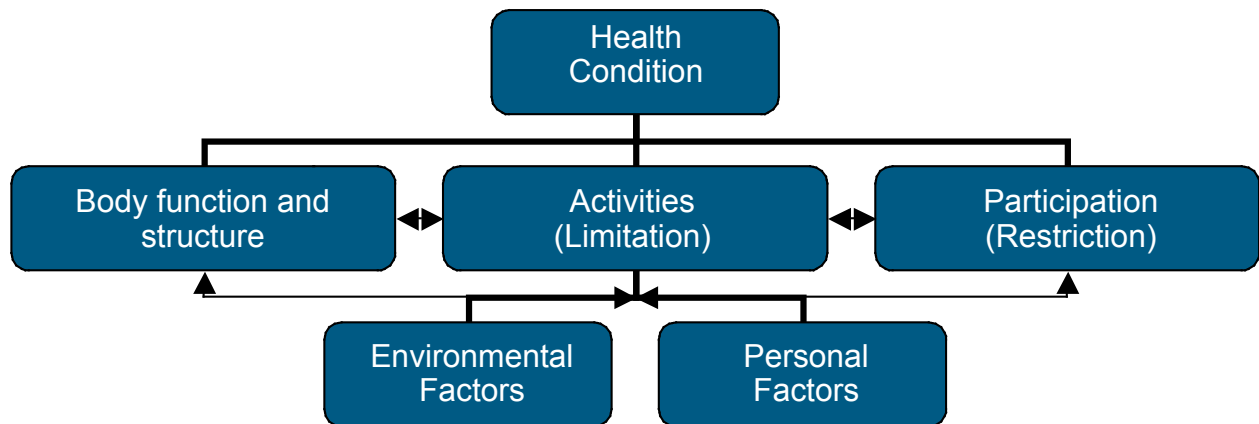 Health
Condition
Body function and
structure
Activities
(Limitation)
Participation
(Restriction)
Environmental
Factors
Personal
Factors